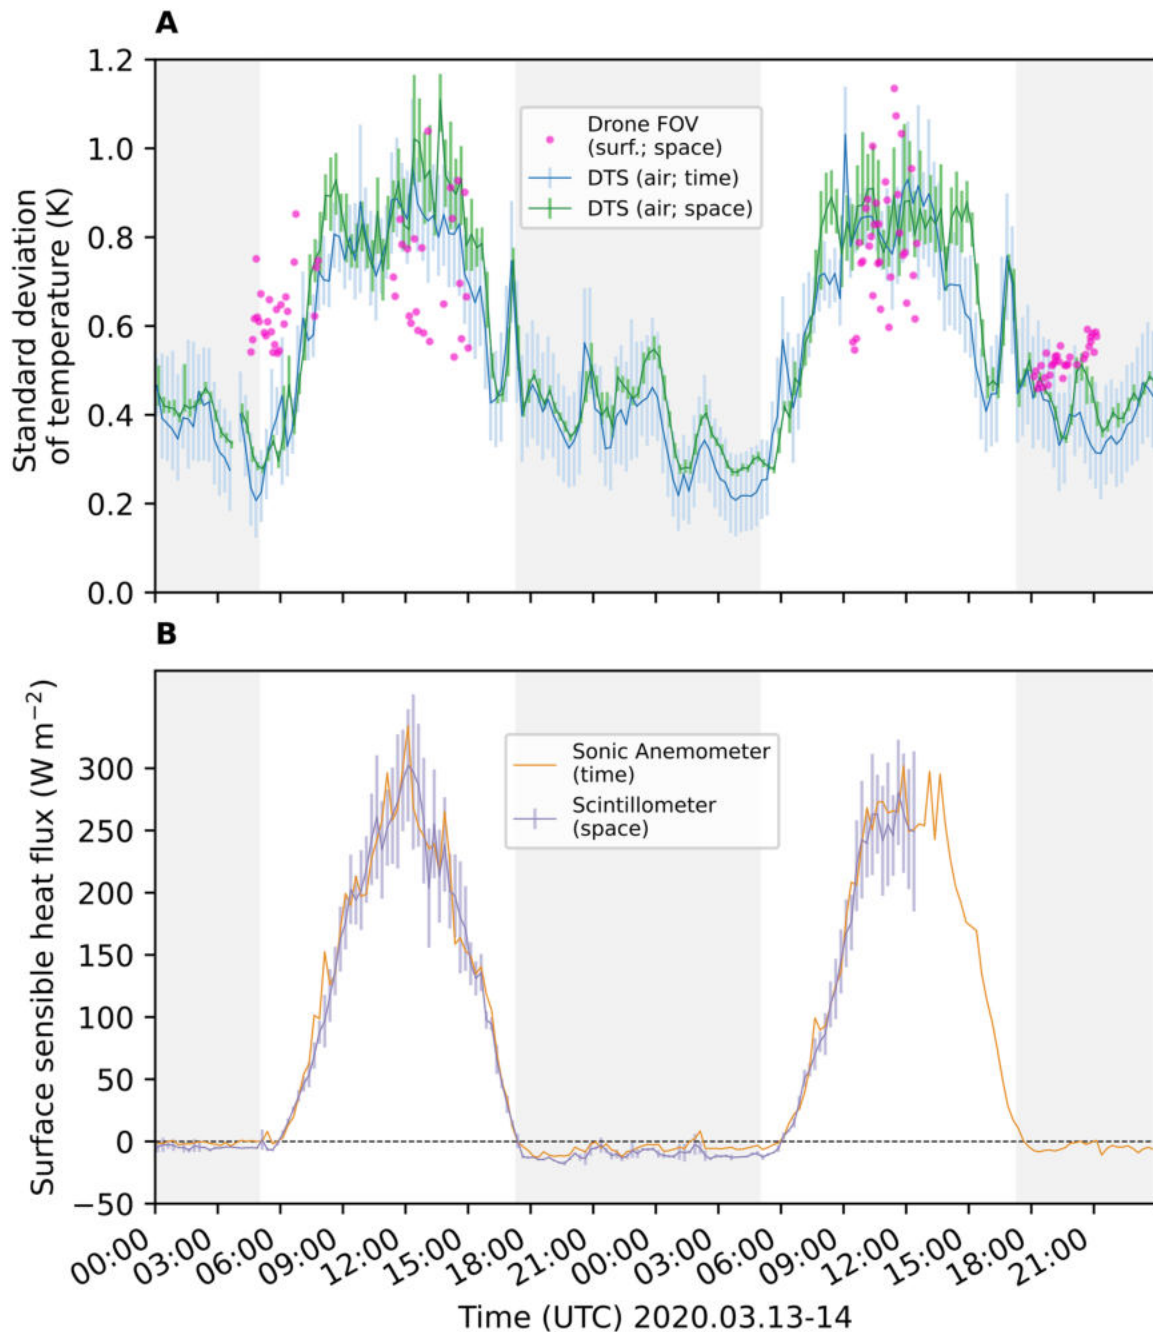 A
Standard deviation
of temperature (K)
1.2
1.0
0.8
0.6
0.4
0.2
0.0
Drone FOV
(surf.; space)
DTS (air; time)
DTS (air; space)
B
Surface sensible heat flux (W m⁻²)
300
250
200
150
100
50
0
−50
Sonic Anemometer
(time)
Scintillometer
(space)
00:00
03:00
06:00
09:00
12:00
15:00
18:00
21:00
00:00
03:00
06:00
09:00
12:00
15:00
18:00
21:00
Time (UTC) 2020.03.13-14